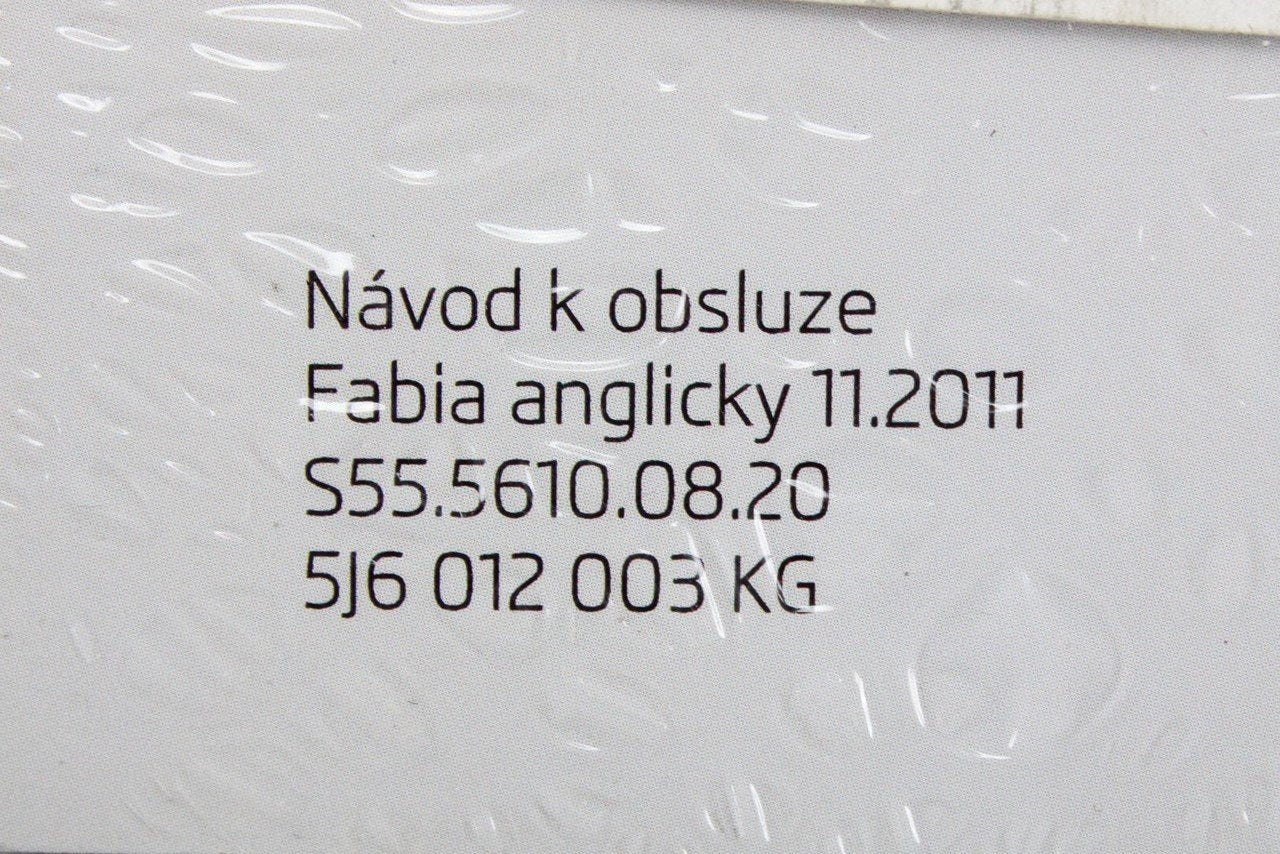 Návod k obsluze
Fabia anglicky 11.2011
S55.5610.08.20
5J6 012 003 KG